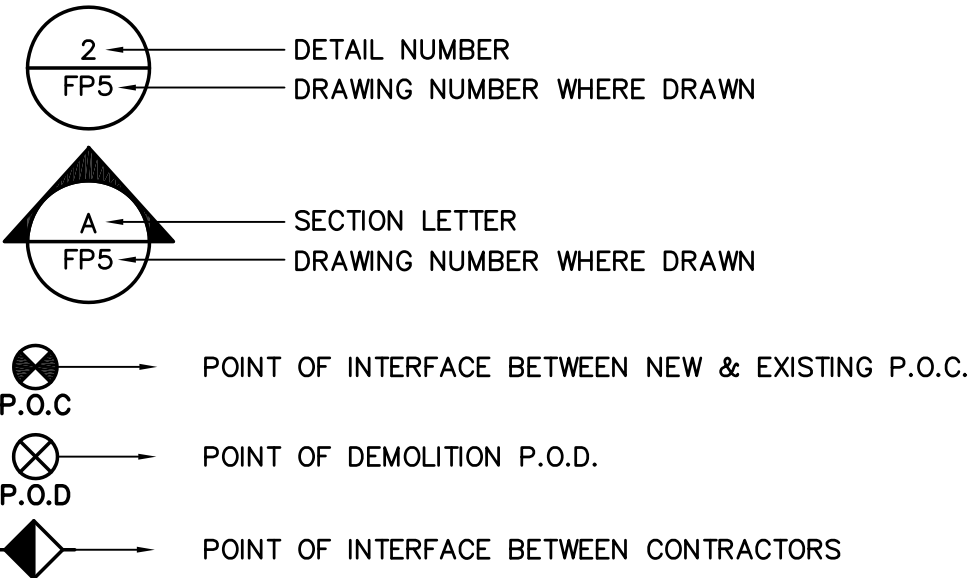 2 DETAIL NUMBER
FP5 DRAWING NUMBER WHERE DRAWN
A SECTION LETTER
FP5 DRAWING NUMBER WHERE DRAWN
POINT OF INTERFACE BETWEEN NEW & EXISTING P.O.C.
P.O.C
POINT OF DEMOLITION P.O.D.
P.O.D
POINT OF INTERFACE BETWEEN CONTRACTORS